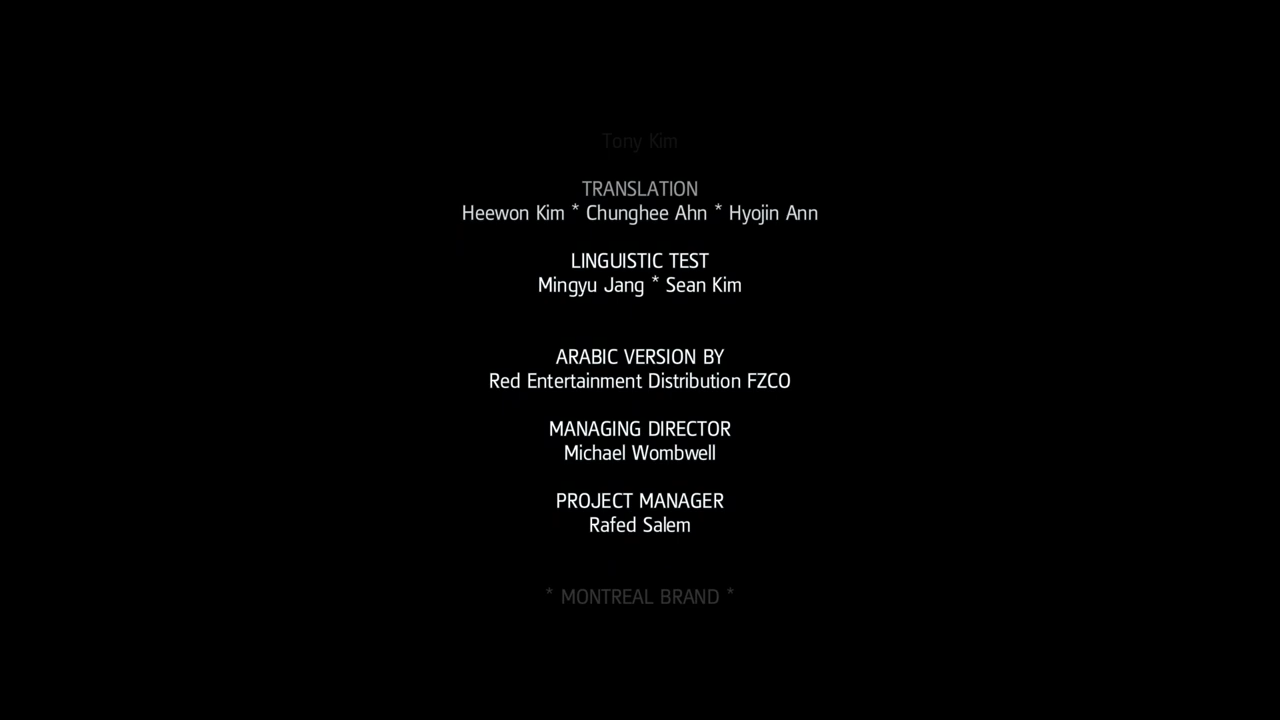 Tony Kim
TRANSLATION
Heewon Kim * Chunghee Ahn * Hyojin Ann
LINGUISTIC TEST
Mingyu Jang * Sean Kim
ARABIC VERSION BY
Red Entertainment Distribution FZCO
MANAGING DIRECTOR
Michael Wombwell
PROJECT MANAGER
Rafed Salem
* MONTREAL BRAND *